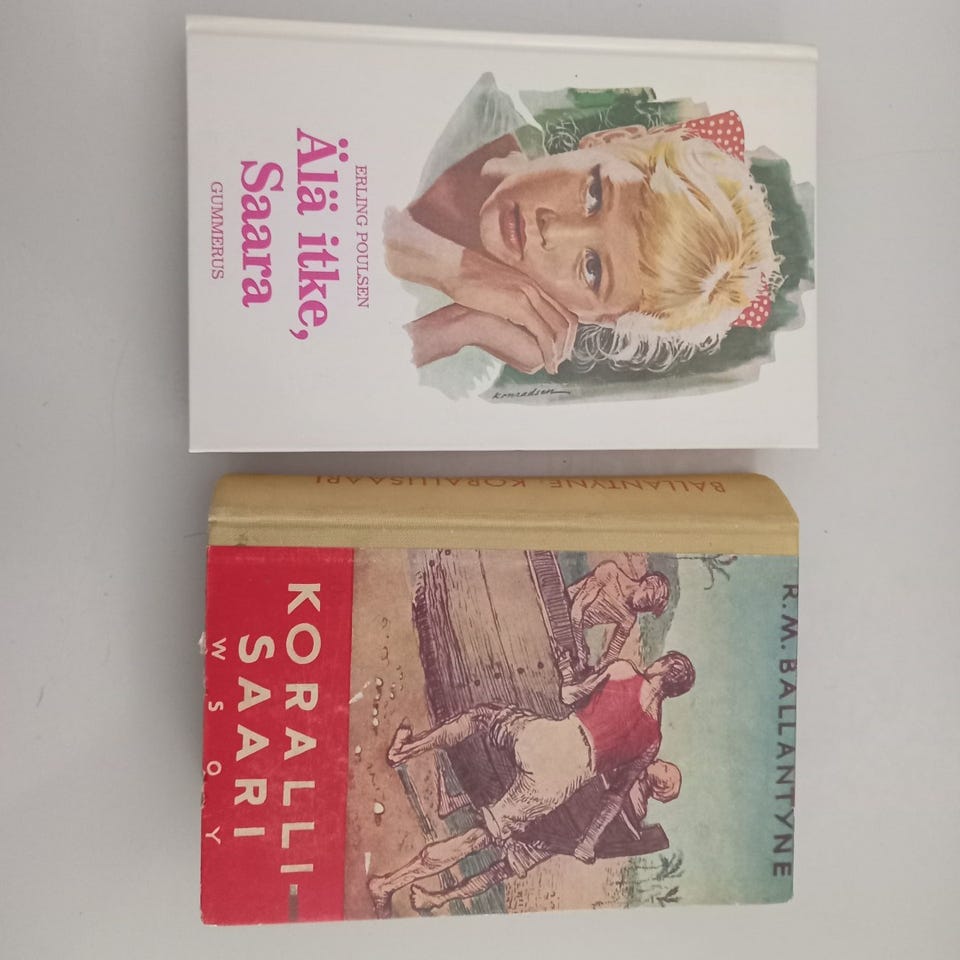 ERLING POULSEN
Älä itke,
Saara
GUMMERUS
Konradsen
BALLANTYNE KORALLISAARI
R.M. BALLANTYNE
KORALLI-
SAARI
WSOY